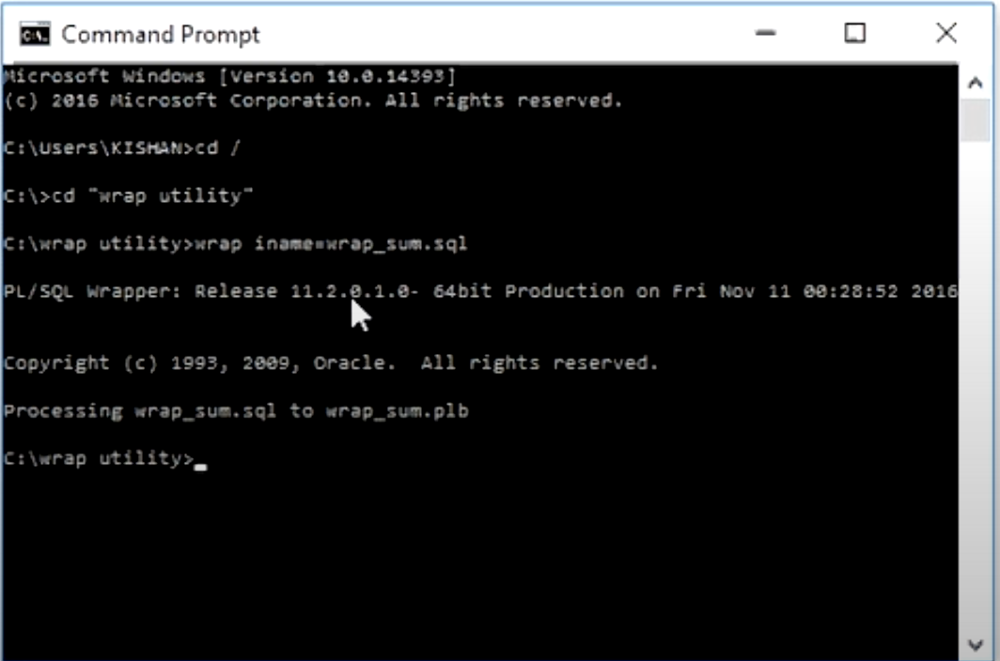 Command Prompt
Microsoft Windows [Version 10.0.14393]
(c) 2016 Microsoft Corporation. All rights reserved.
C:\Users\KISHAN>cd /
C:\>cd "wrap utility"
C:\wrap utility>wrap iname=wrap_sum.sql
PL/SQL Wrapper: Release 11.2.0.1.0- 64bit Production on Fri Nov 11 00:28:52 2016
Copyright (c) 1993, 2009, Oracle.  All rights reserved.
Processing wrap_sum.sql to wrap_sum.plb
C:\wrap utility>